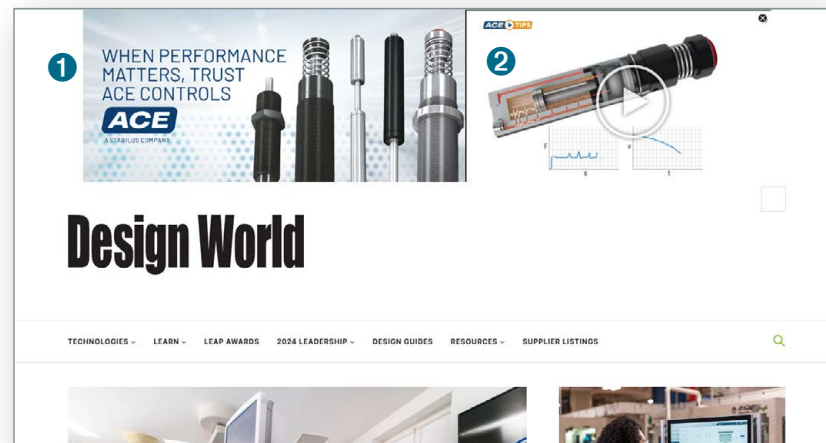 1
WHEN PERFORMANCE
MATTERS, TRUST
ACE CONTROLS
ACE
A STABILUS COMPANY
ACE TIPS
2
F
s
v
t
Design World
TECHNOLOGIES
LEARN
LEAP AWARDS
2024 LEADERSHIP
DESIGN GUIDES
RESOURCES
SUPPLIER LISTINGS